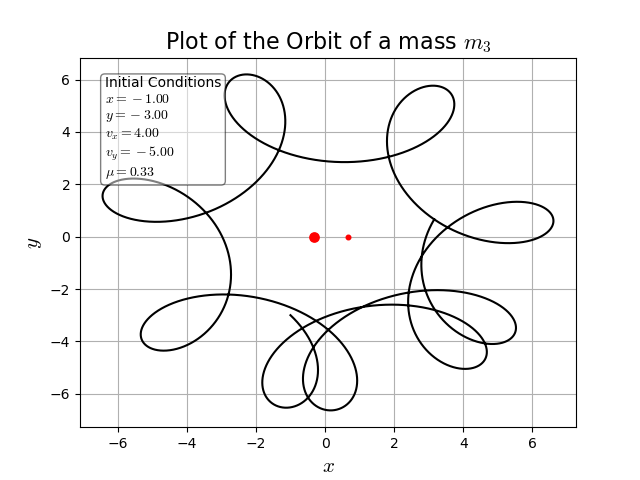 Plot of the Orbit of a mass m₃
Initial Conditions
x = −1.00
y = −3.00
vₓ = 4.00
v_y = −5.00
μ = 0.33
6
4
2
0
−2
−4
−6
y
−6 −4 −2 0 2 4 6
x